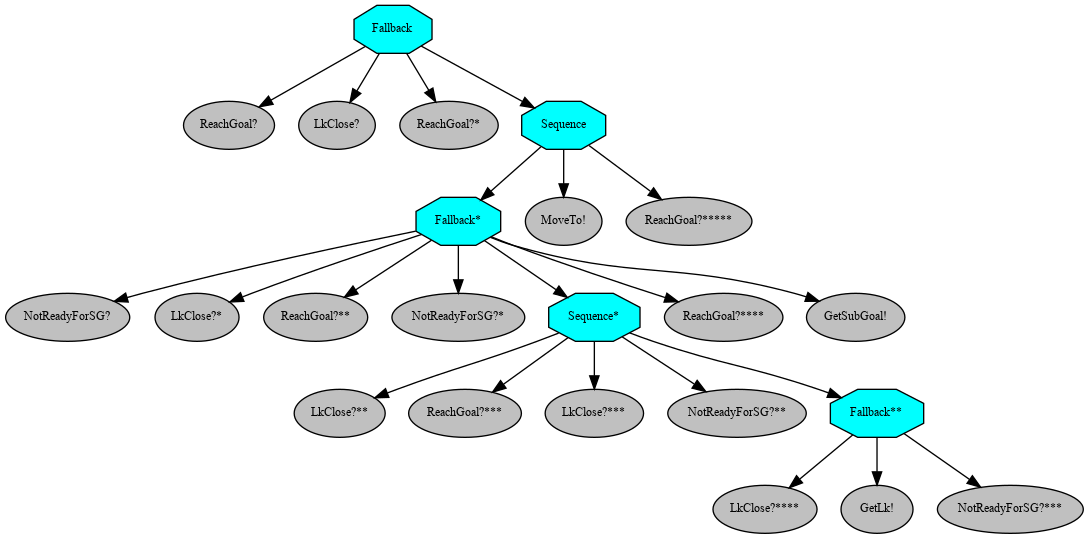 Fallback
ReachGoal?
LkClose?
ReachGoal?*
Sequence
Fallback*
MoveTo!
ReachGoal?*****
NotReadyForSG?
LkClose?*
ReachGoal?**
NotReadyForSG?*
Sequence*
ReachGoal?****
GetSubGoal!
LkClose?**
ReachGoal?***
LkClose?***
NotReadyForSG?**
Fallback**
LkClose?****
GetLk!
NotReadyForSG?***